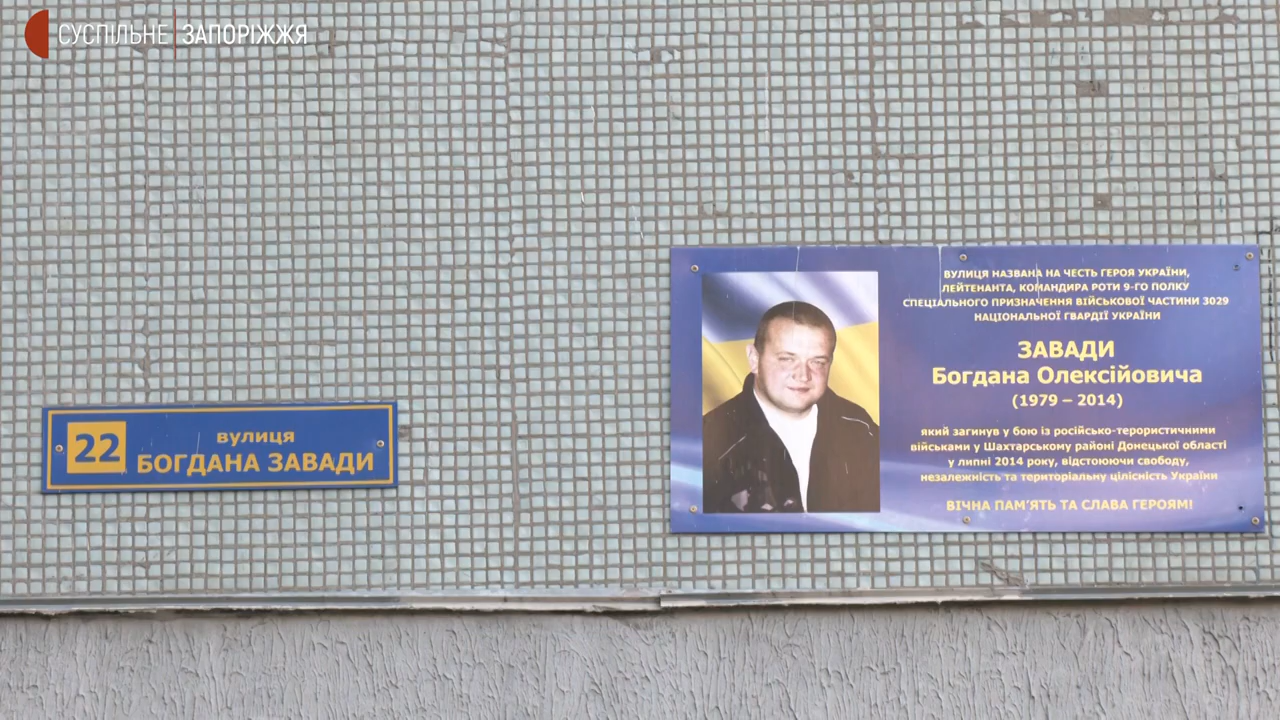 СУСПІЛЬНЕ ЗАПОРІЖЖЯ
ВУЛИЦЯ НАЗВАНА НА ЧЕСТЬ ГЕРОЯ УКРАЇНИ,
ЛЕЙТЕНАНТА, КОМАНДИРА РОТИ 9-ГО ПОЛКУ
СПЕЦІАЛЬНОГО ПРИЗНАЧЕННЯ ВІЙСЬКОВОЇ ЧАСТИНИ 3029
НАЦІОНАЛЬНОЇ ГВАРДІЇ УКРАЇНИ
ЗАВАДИ
Богдана Олексійовича
(1979 – 2014)
який загинув у бою із російсько-терористичними
військами у Шахтарському районі Донецької області
у липні 2014 року, відстоюючи свободу,
незалежність та територіальну цілісність України
ВІЧНА ПАМ'ЯТЬ ТА СЛАВА ГЕРОЯМ!
22
вулиця
БОГДАНА ЗАВАДИ